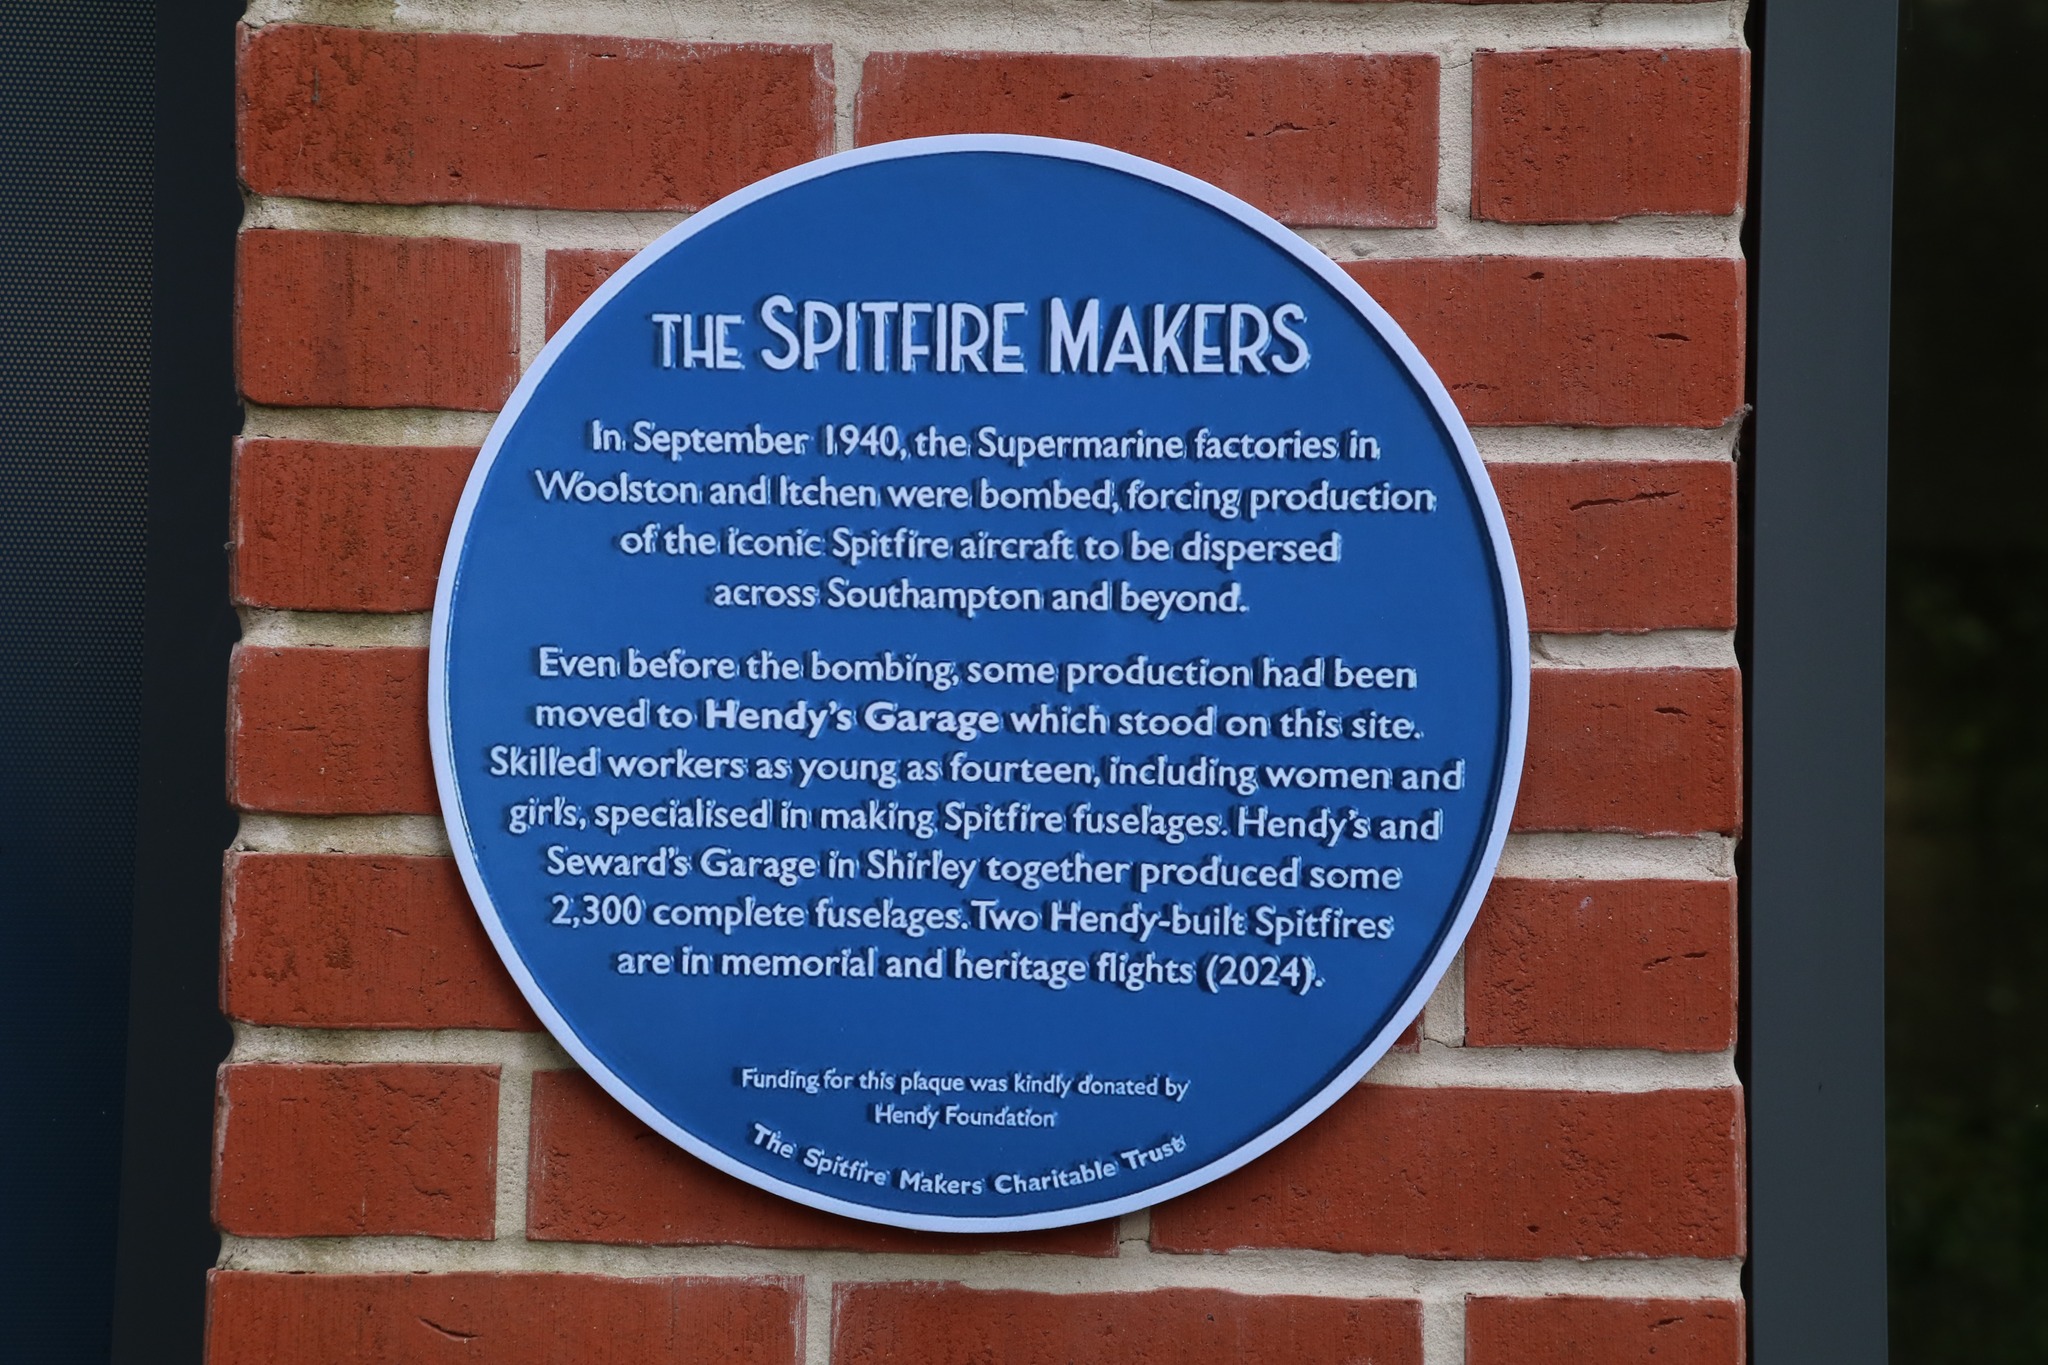 THE SPITFIRE MAKERS
In September 1940, the Supermarine factories in
Woolston and Itchen were bombed, forcing production
of the iconic Spitfire aircraft to be dispersed
across Southampton and beyond.
Even before the bombing, some production had been
moved to Hendy's Garage which stood on this site.
Skilled workers as young as fourteen, including women and
girls, specialised in making Spitfire fuselages. Hendy's and
Seward's Garage in Shirley together produced some
2,300 complete fuselages. Two Hendy-built Spitfires
are in memorial and heritage flights (2024).
Funding for this plaque was kindly donated by
Hendy Foundation
The Spitfire Makers Charitable Trust